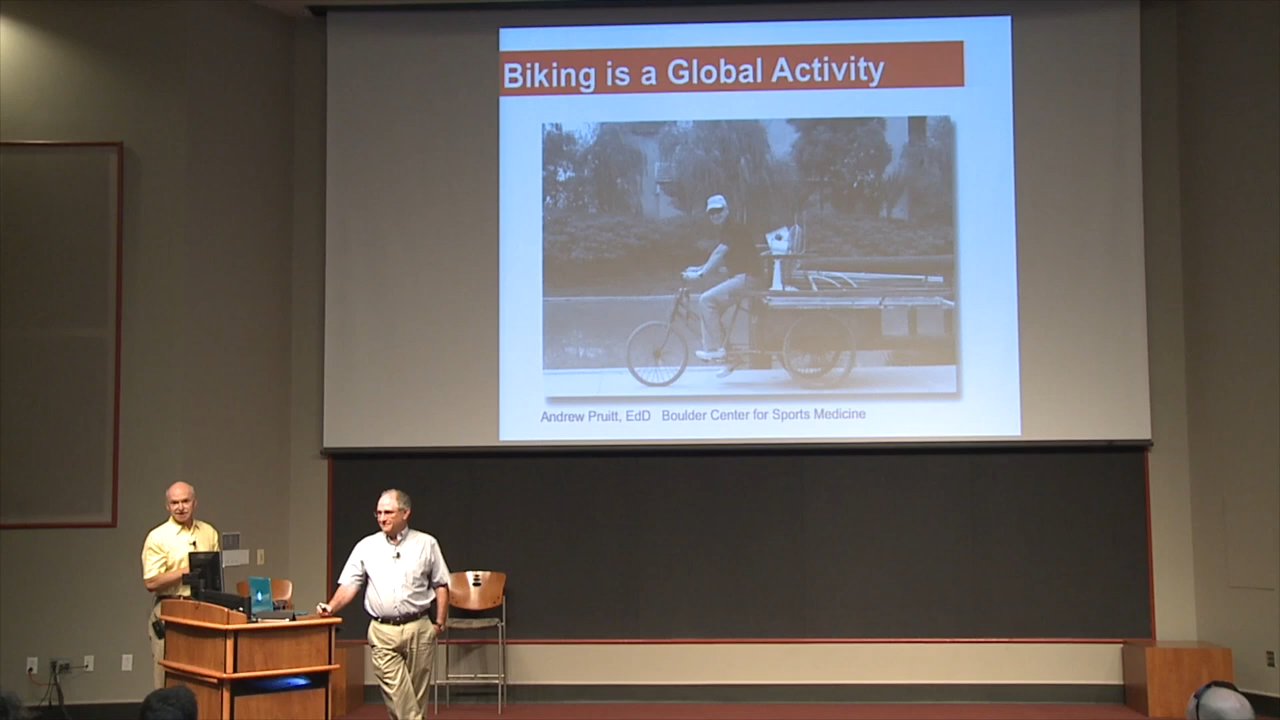 Biking is a Global Activity
Andrew Pruitt, EdD Boulder Center for Sports Medicine